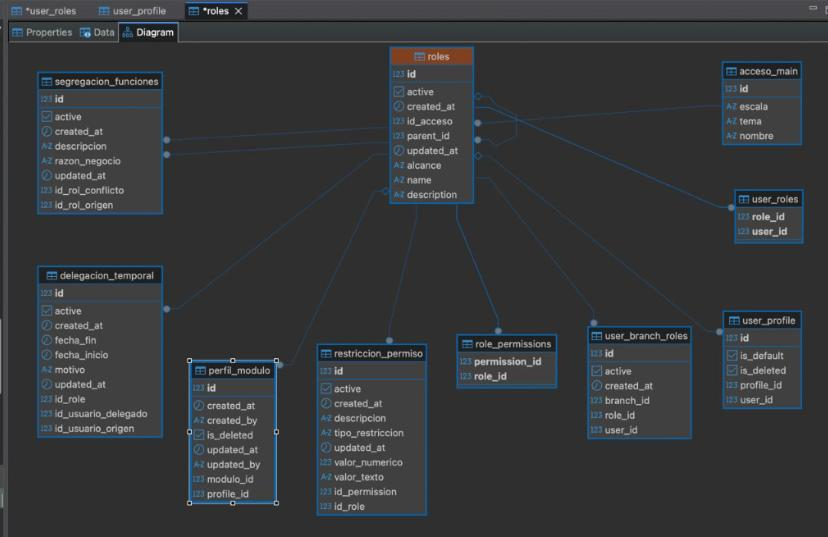 *user_roles
user_profile
*roles
Properties
Data
Diagram
roles
123 id
active
created_at
123 id_acceso
123 parent_id
updated_at
A-Z alcance
A-Z name
A-Z description
segregacion_funciones
123 id
active
created_at
A-Z descripcion
A-Z razon_negocio
updated_at
123 id_rol_conflicto
123 id_rol_origen
acceso_main
123 id
A-Z escala
A-Z tema
A-Z nombre
user_roles
123 role_id
123 user_id
delegacion_temporal
123 id
active
created_at
fecha_fin
fecha_inicio
A-Z motivo
updated_at
123 id_role
123 id_usuario_delegado
123 id_usuario_origen
perfil_modulo
123 id
created_at
A-Z created_by
is_deleted
updated_at
A-Z updated_by
123 modulo_id
123 profile_id
restriccion_permiso
123 id
active
created_at
A-Z descripcion
A-Z tipo_restriccion
updated_at
123 valor_numerico
A-Z valor_texto
123 id_permission
123 id_role
role_permissions
123 permission_id
123 role_id
user_branch_roles
123 id
active
created_at
123 branch_id
123 role_id
123 user_id
user_profile
123 id
is_default
is_deleted
123 profile_id
123 user_id